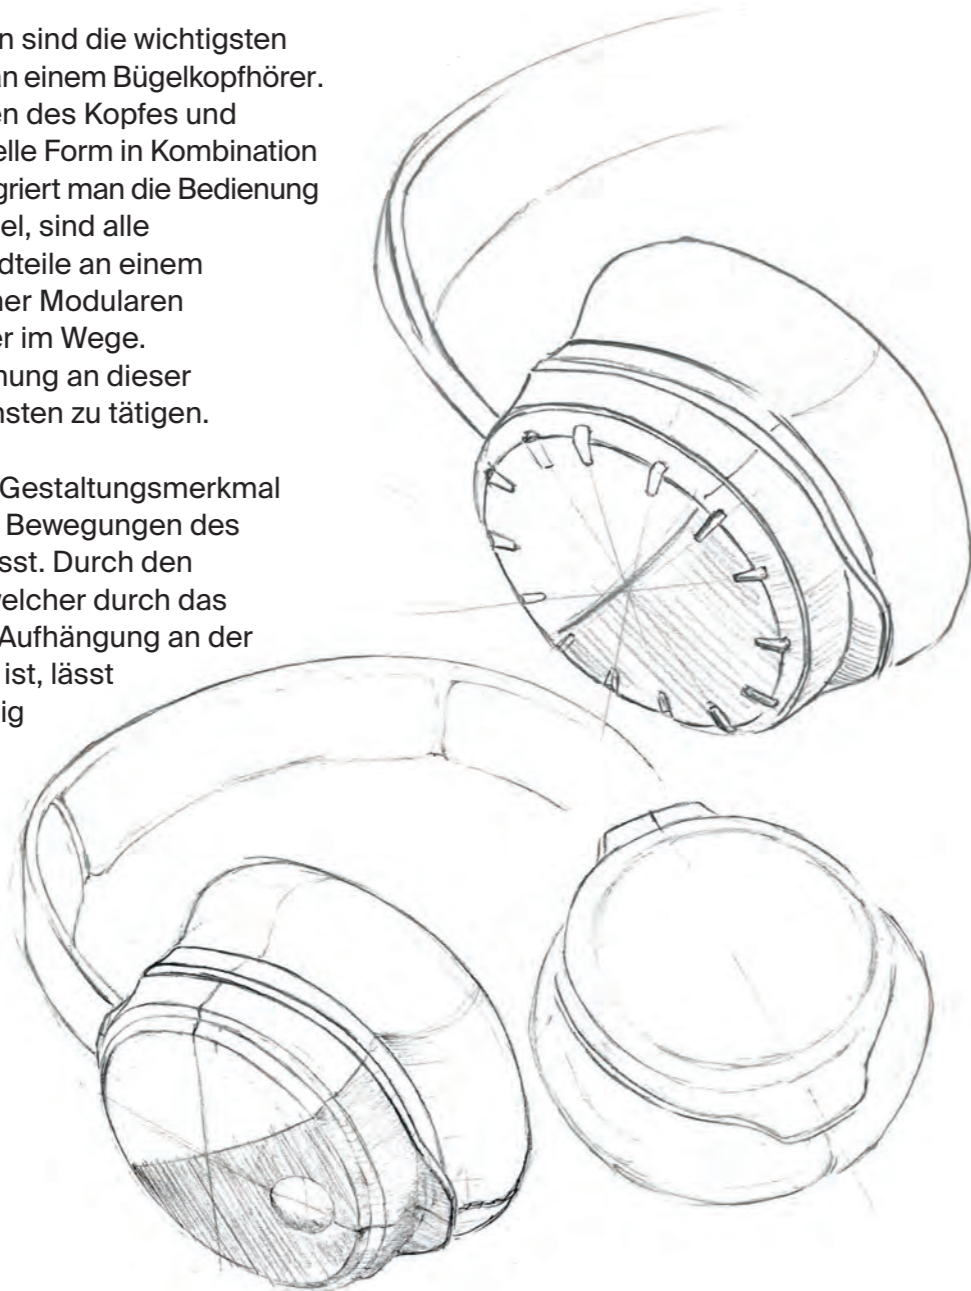 n sind die wichtigsten
an einem Bügelkopfhörer.
en des Kopfes und
elle Form in Kombination
griert man die Bedienung
el, sind alle
dteile an einem
ner Modularen
er im Wege.
nung an dieser
nsten zu tätigen.
Gestaltungsmerkmal
Bewegungen des
sst. Durch den
welcher durch das
Aufhängung an der
ist, lässt
ig